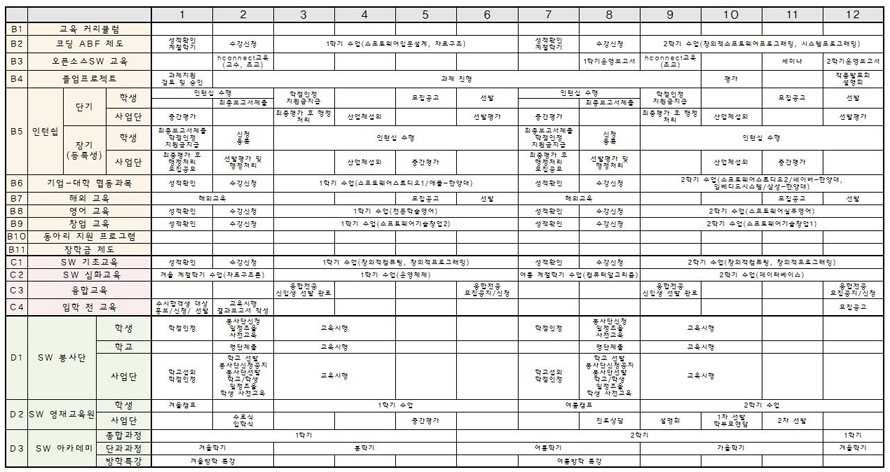 1 2 3 4 5 6 7 8 9 10 11 12
B1 교육 커리큘럼
B2 코딩 ABF 제도 성적확인 계절학기 수강신청 1학기 수업(소프트웨어입문설계, 자료구조) 성적확인 계절학기 수강신청 2학기 수업(창의적소프트웨어프로그래밍, 시스템프로그래밍)
B3 오픈소스SW 교육 hconnect교육 (교수, 조교) 1학기운영보고서 hconnect교육 (조교) 세미나 2학기운영보고서
B4 졸업프로젝트 과제지원 검토 및 승인 과제 진행 평가 작품발표회 설명회
B5 인턴쉽
단기 학생 인턴쉽 수행 최종보고서제출 학점인정 지원금지급 모집공고 선발 인턴쉽 수행 최종보고서제출 학점인정 지원금지급 모집공고 선발
사업단 중간평가 최종평가 후 행정 처리 산업체섭외 선발평가 중간평가 최종평가 후 행정 처리 산업체섭외 선발평가
장기 (등록생) 학생 최종보고서제출 학점인정 지원금지급 신청 등록 인턴쉽 수행 최종보고서제출 학점인정 지원금지급 신청 등록 인턴쉽 수행
사업단 최종평가 후 행정처리 모집공모 선발평가 및 행정처리 산업체섭외 중간평가 최종평가 후 행정처리 모집공모 선발평가 및 행정처리 산업체섭외 중간평가
B6 기업-대학 협동과목 성적확인 수강신청 1학기 수업(소프트웨어스튜디오1/애플-한양대) 성적확인 수강신청 2학기 수업(소프트웨어스튜디오2/네이버-한양대, 임베디드시스템/삼성-한양대)
B7 해외 교육 해외교육 모집공고 선발 해외교육 모집공고 선발
B8 영어 교육 성적확인 수강신청 1학기 수업(전문학술영어) 성적확인 수강신청 2학기 수업(소프트웨어실무영어)
B9 창업 교육 성적확인 수강신청 1학기 수업(소프트웨어기술창업2) 성적확인 수강신청 2학기 수업(소프트웨어기술창업1)
B10 동아리 지원 프로그램
B11 장학금 제도
C1 SW 기초교육 성적확인 수강신청 1학기 수업(창의적컴퓨팅, 창의적프로그래밍) 성적확인 수강신청 2학기 수업(창의적컴퓨팅, 창의적프로그래밍)
C2 SW 심화교육 겨울 계절학기 수업(자료구조론) 1학기 수업(운영체제) 여름 계절학기 수업(컴퓨터알고리즘) 2학기 수업(데이터베이스)
C3 융합교육 융합전공 신입생 선발 완료 융합전공 모집공지/신청 융합전공 신입생 선발 완료 융합전공 모집공지/신청
C4 입학 전 교육 수시합격생 대상 홍보/신청/ 선발 교육시행 결과보고서 작성 모집공고
D1 SW 봉사단
학생 학점인정 봉사단신청 일정조율 사전교육 교육시행 학점인정 봉사단신청 일정조율 사전교육 교육시행
학교 명단제출 교육시행 명단제출 교육시행
사업단 학교섭외 학점인정 학교 선발 봉사단신청공지 봉사단선발 학교/학생 일정조율 학생 사전교육 교육시행 학교섭외 학점인정 학교 선발 봉사단신청공지 봉사단선발 학교/학생 일정조율 학생 사전교육 교육시행
D2 SW 영재교육원 학생 겨울캠프 1학기 수업 여름캠프 2학기 수업
사업단 수료식 입학식 중간평가 진로상담 설명회 1차 선발 학부모면담 2차 선발
D3 SW 아카데미 종합과정 1학기 2학기 1학기
단과과정 겨울학기 봄학기 여름학기 가을학기 겨울학기
방학특강 겨울방학 특강 여름방학 특강